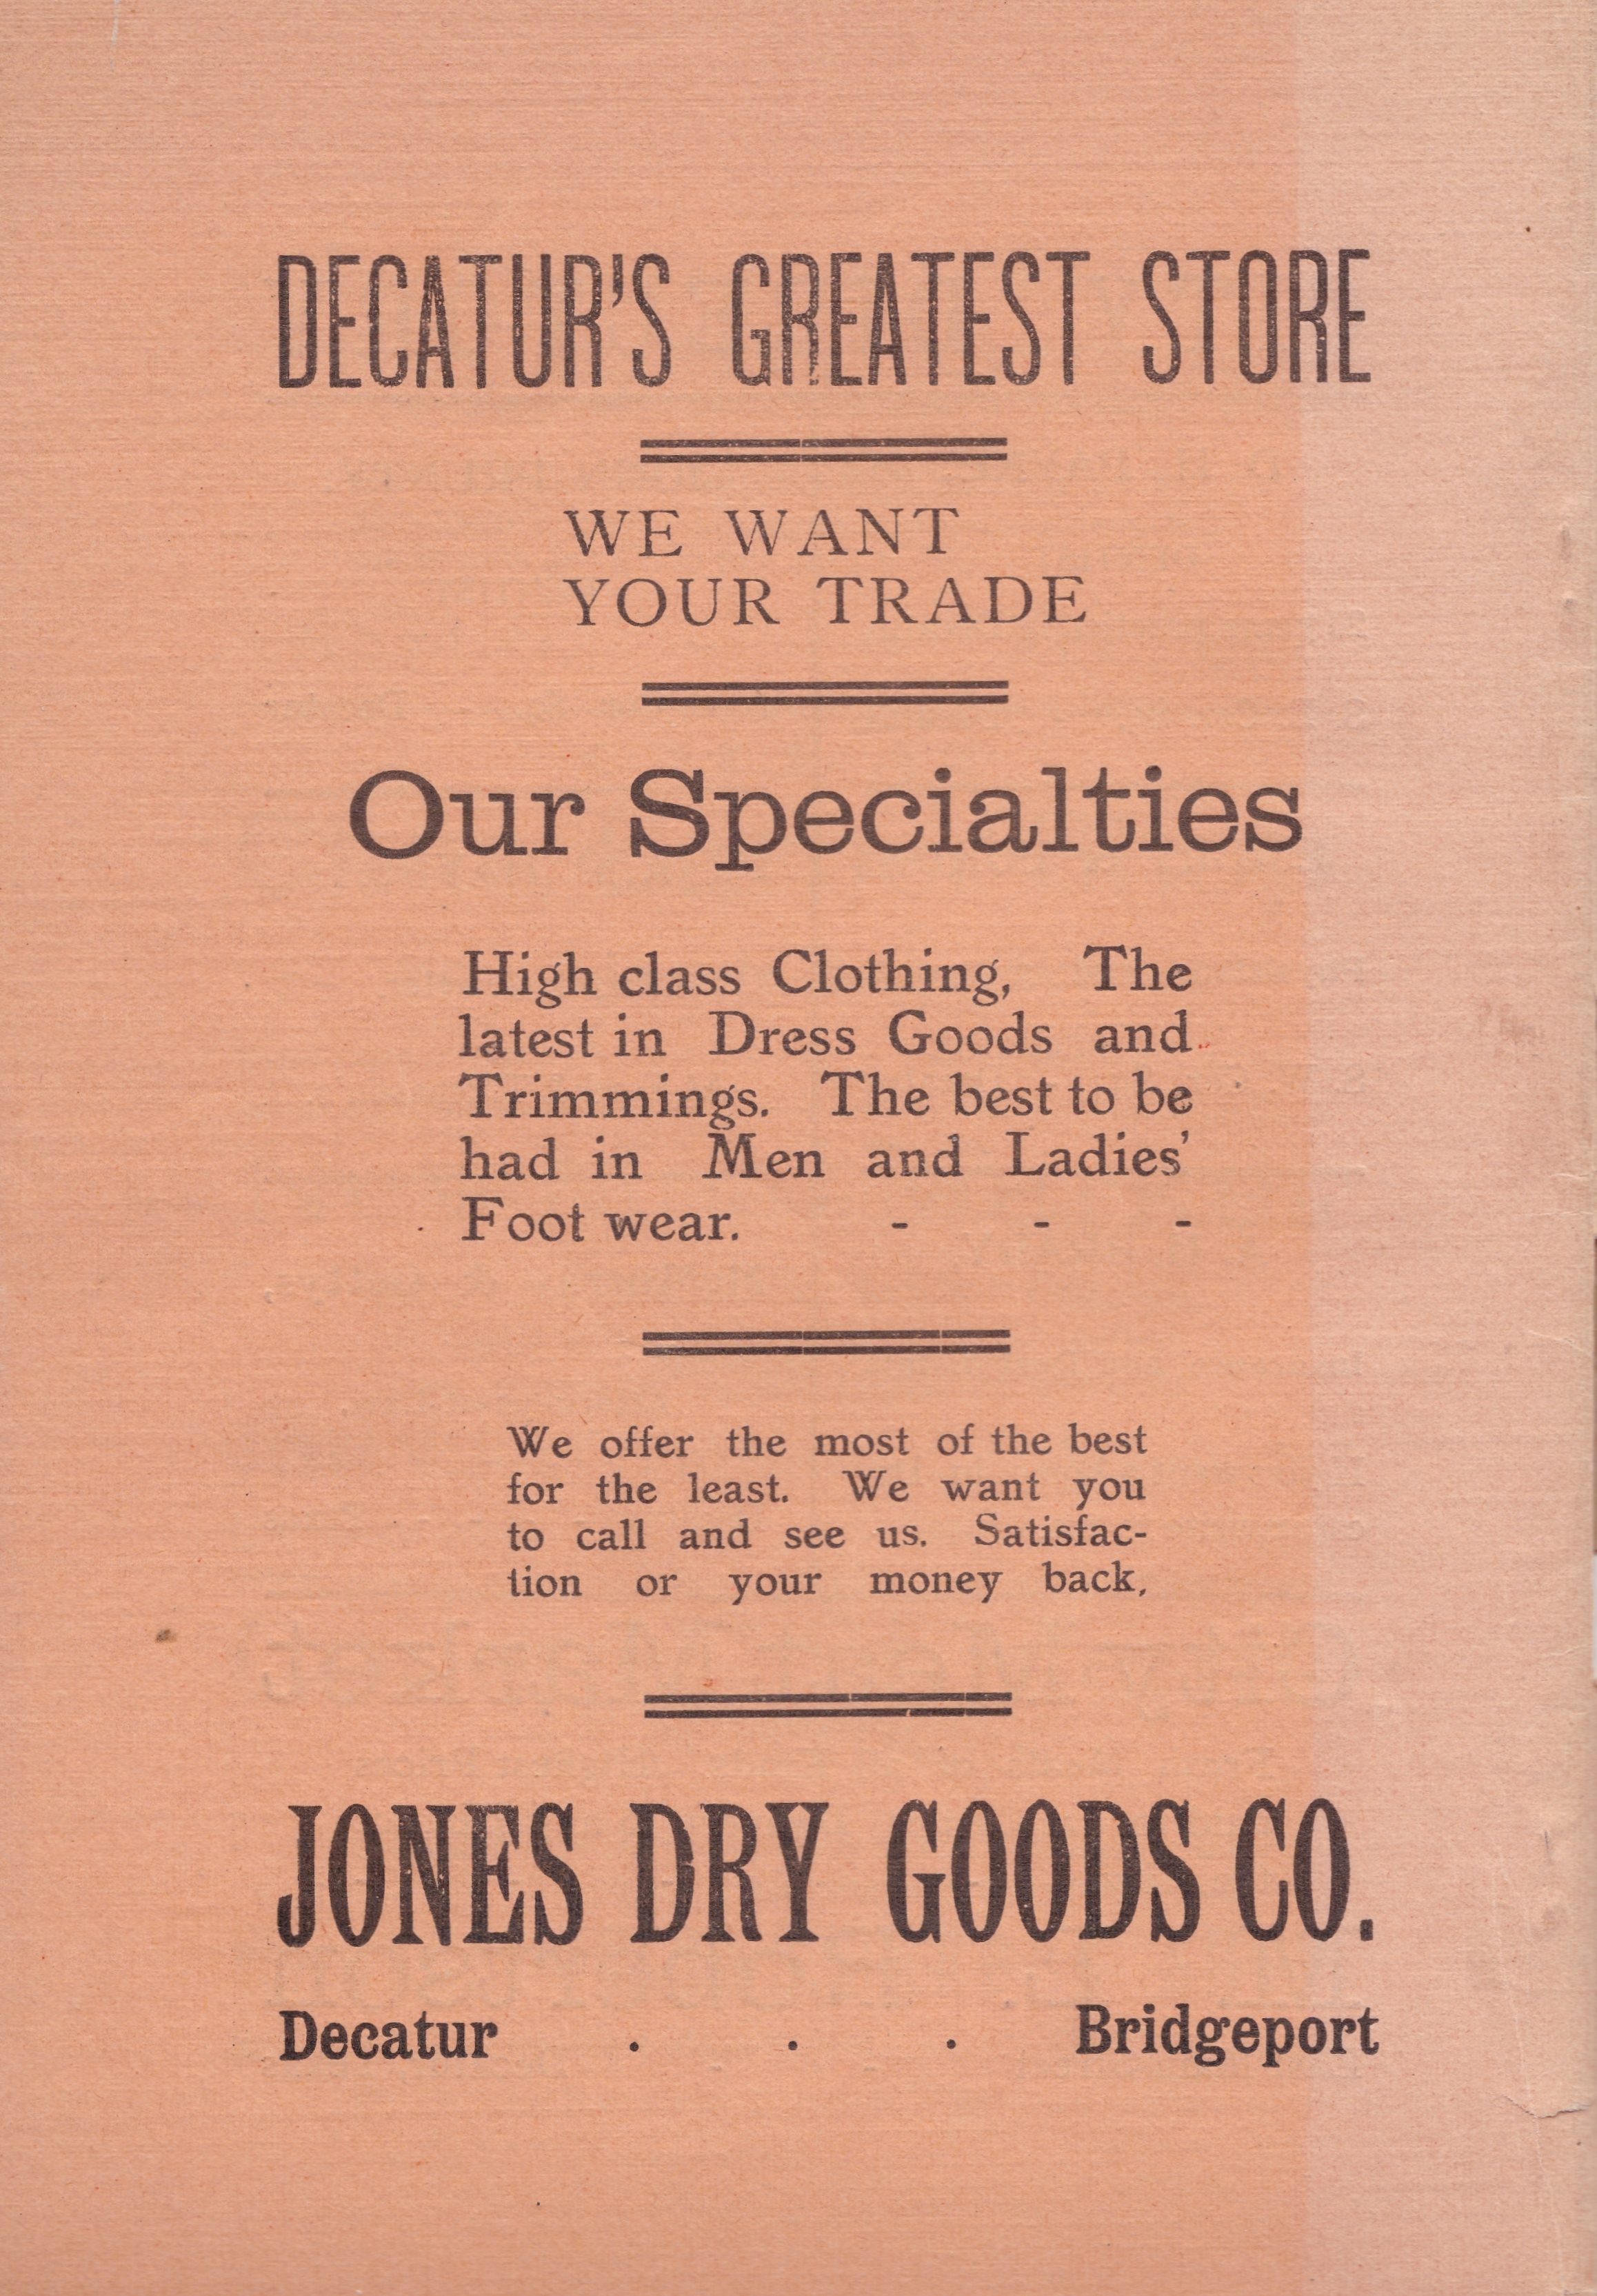 DECATUR'S GREATEST STORE
WE WANT
YOUR TRADE
Our Specialties
High class Clothing, The
latest in Dress Goods and
Trimmings. The best to be
had in Men and Ladies'
Foot wear. - - -
We offer the most of the best
for the least. We want you
to call and see us. Satisfac-
tion or your money back,
JONES DRY GOODS CO.
Decatur . . . Bridgeport